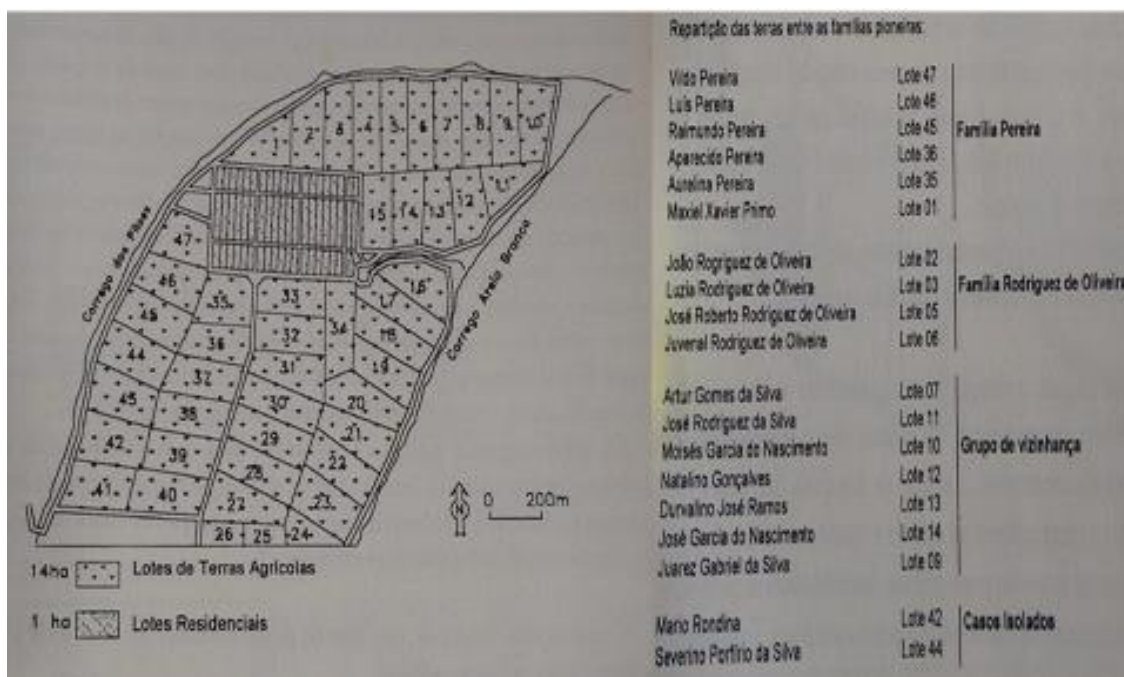 Repartição das terras entre as famílias pioneiras:
Vildo Pereira Lote 47
Luís Pereira Lote 46
Raimundo Pereira Lote 45
Aparecido Pereira Lote 36
Aurelina Pereira Lote 35
Maxiel Xavier Primo Lote 01
Família Pereira
João Rogriguez de Oliveira Lote 02
Luzia Rodriguez de Oliveira Lote 03
José Roberto Rodriguez de Oliveira Lote 05
Juvenal Rodriguez de Oliveira Lote 06
Família Rodriguez de Oliveira
Artur Gomes da Silva Lote 07
José Rodriguez da Silva Lote 11
Moisés Garcia do Nascimento Lote 10
Natalino Gonçalves Lote 12
Durvalino José Ramos Lote 13
José Garcia do Nascimento Lote 14
Juarez Gabriel da Silva Lote 09
Grupo de vizinhança
Mario Rondina Lote 42
Severino Porfírio da Silva Lote 44
Casos Isolados
1 2 3 4 5 6 7 8 9 10
15 14 13 12 11
47
46 35 33 34 17 16
45 36 32 18
44 37 31 19
45 38 30 20
42 39 29 21
41 40 28 22
22 23
26 25 24
Corrego dos Pilões
Corrego Areia Branca
N
0 200m
14ha Lotes de Terras Agrícolas
1 ha Lotes Residenciais